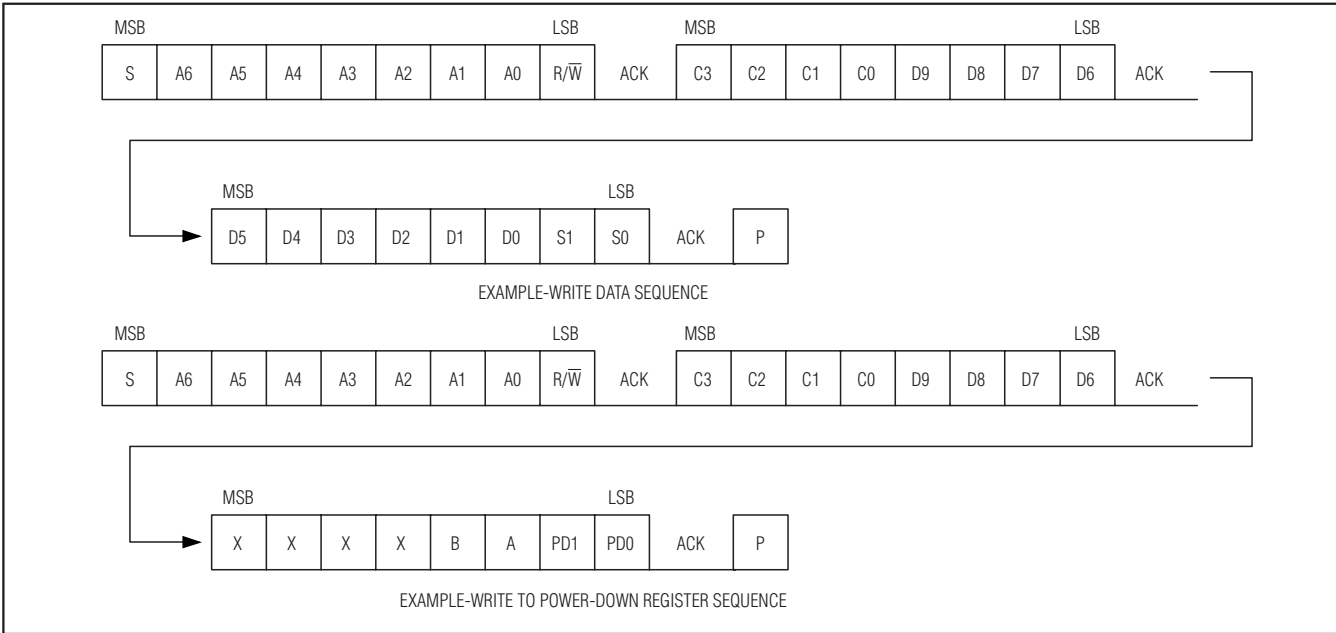 MSB LSB MSB LSB
S A6 A5 A4 A3 A2 A1 A0 R/W̅ ACK C3 C2 C1 C0 D9 D8 D7 D6 ACK
MSB LSB
D5 D4 D3 D2 D1 D0 S1 S0 ACK P
EXAMPLE-WRITE DATA SEQUENCE
MSB LSB MSB LSB
S A6 A5 A4 A3 A2 A1 A0 R/W̅ ACK C3 C2 C1 C0 D9 D8 D7 D6 ACK
MSB LSB
X X X X B A PD1 PD0 ACK P
EXAMPLE-WRITE TO POWER-DOWN REGISTER SEQUENCE